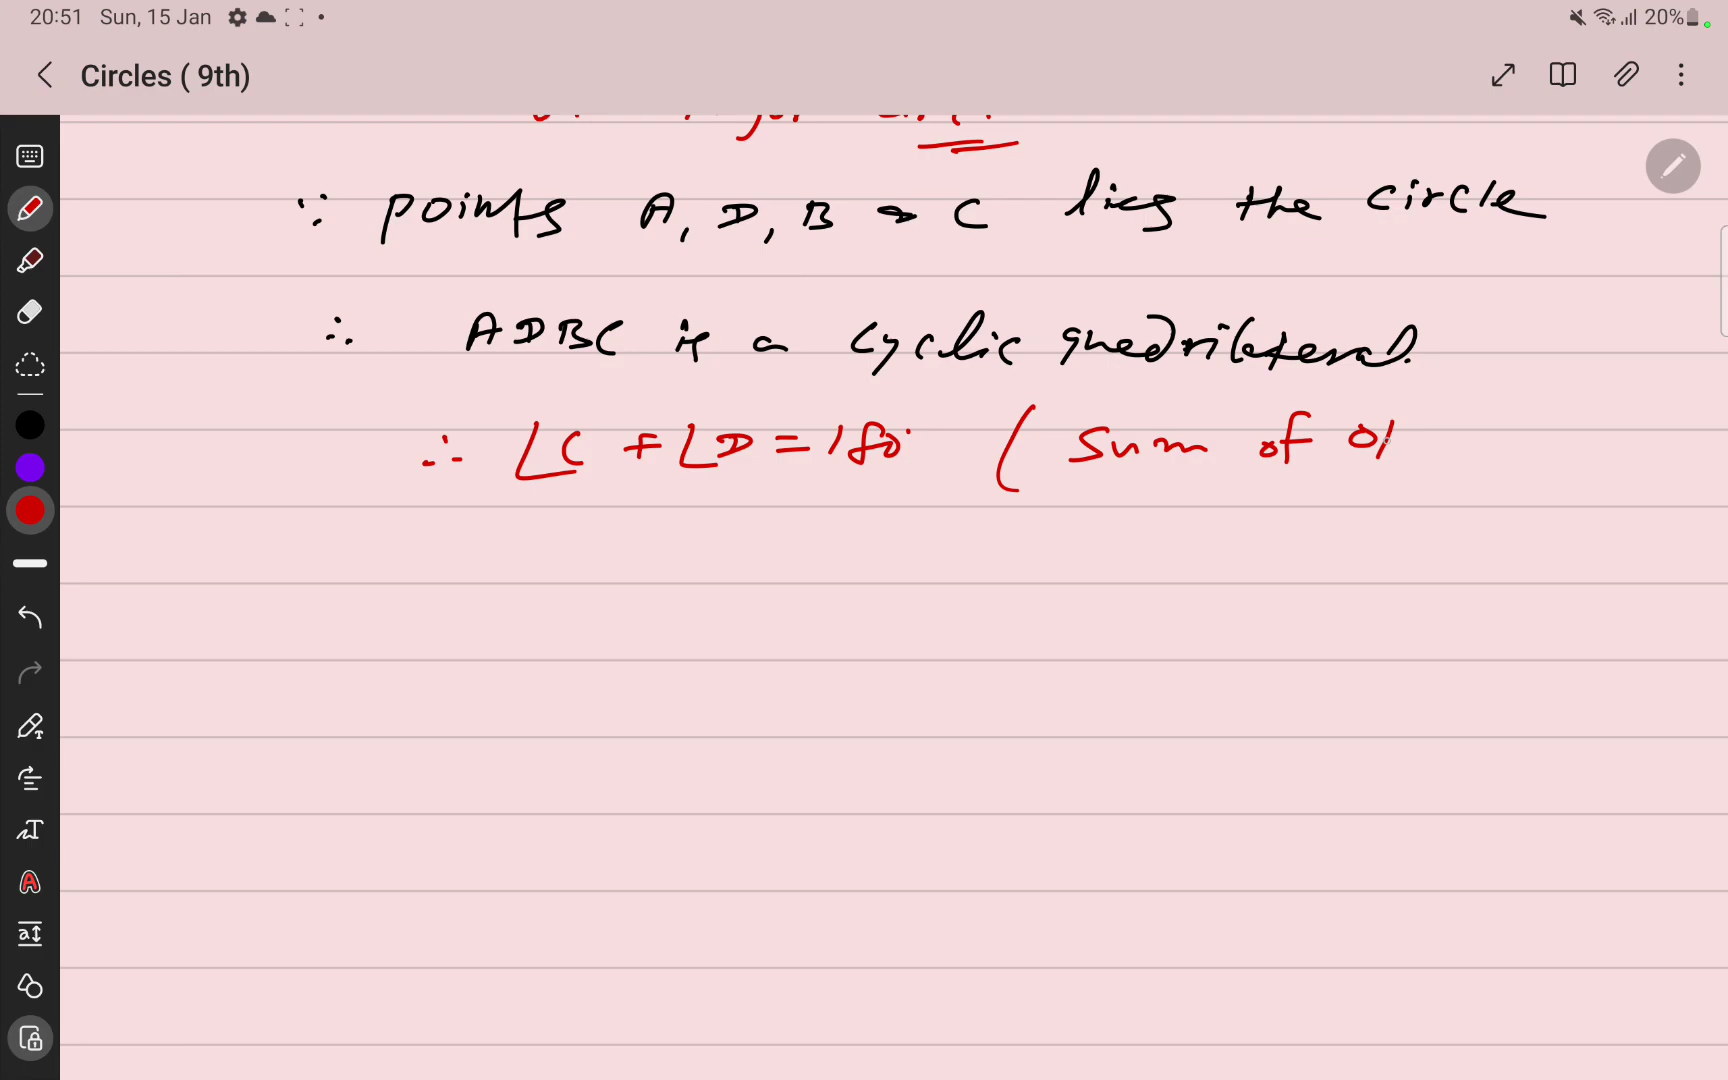 20:51 Sun, 15 Jan 20%
Circles ( 9th)
∵ points A, D, B & C lies the circle
∴ ADBC is a cyclic quadrilateral.
∴ ∠C + ∠D = 180° ( Sum of